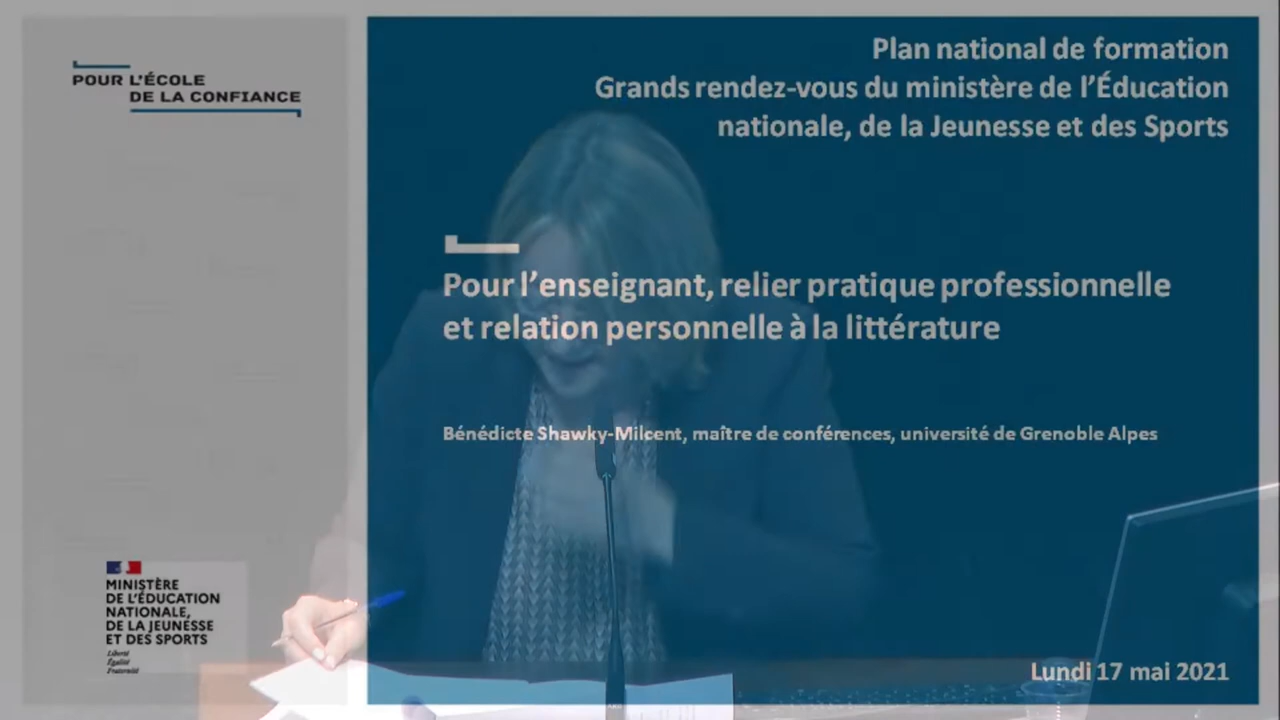 POUR L'ÉCOLE
DE LA CONFIANCE
Plan national de formation
Grands rendez-vous du ministère de l'Éducation
nationale, de la Jeunesse et des Sports
Pour l'enseignant, relier pratique professionnelle
et relation personnelle à la littérature
Bénédicte Shawky-Milcent, maître de conférences, université de Grenoble Alpes
MINISTÈRE
DE L'ÉDUCATION
NATIONALE,
DE LA JEUNESSE
ET DES SPORTS
Liberté
Égalité
Fraternité
Lundi 17 mai 2021